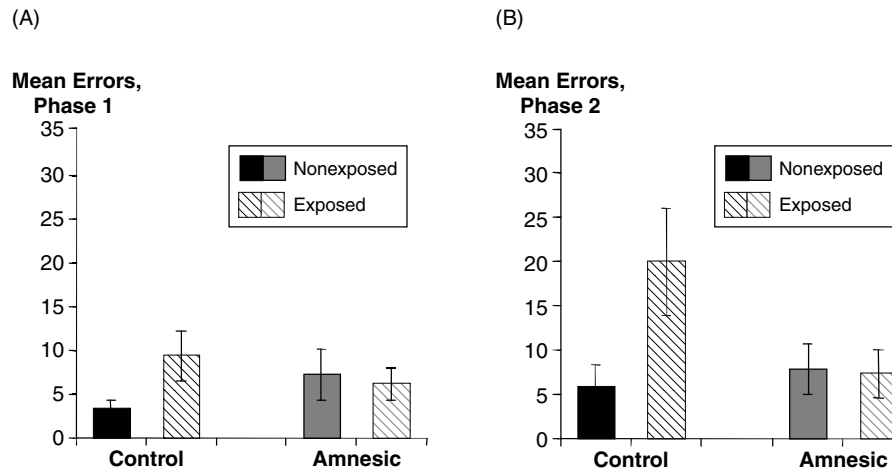 (A)
Mean Errors,
Phase 1
35
30
25
20
15
10
5
0
Nonexposed
Exposed
Control
Amnesic
(B)
Mean Errors,
Phase 2
35
30
25
20
15
10
5
0
Nonexposed
Exposed
Control
Amnesic